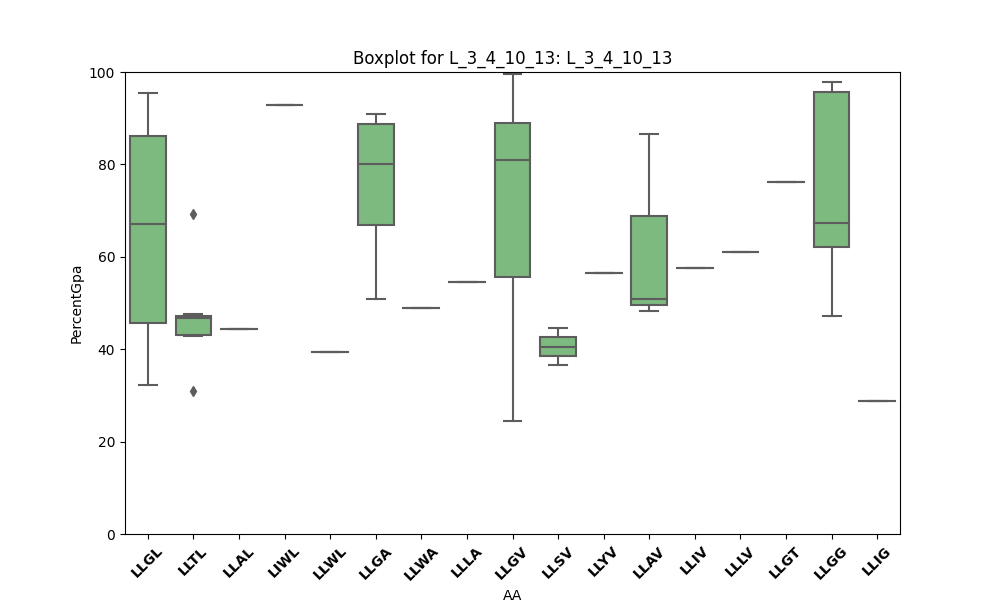 Boxplot for L_3_4_10_13: L_3_4_10_13
100
80
60
40
20
0
PercentGpa
LLGL LLTL LLAL LIWL LLWL LLGA LLWA LLLA LLGV LLSV LLYV LLAV LLIV LLLV LLGT LLGG LLIG
AA